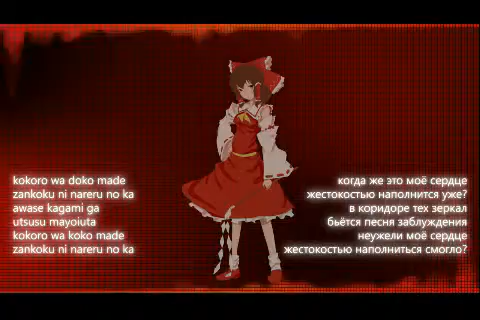 kokoro wa doko made
zankoku ni nareru no ka
awase kagami ga
utsusu mayoiuta
kokoro wa koko made
zankoku ni nareru no ka
когда же это моё сердце
жестокостью наполнится уже?
в коридоре тех зеркал
бьётся песня заблуждения
неужели моё сердце
жестокостью наполниться смогло?